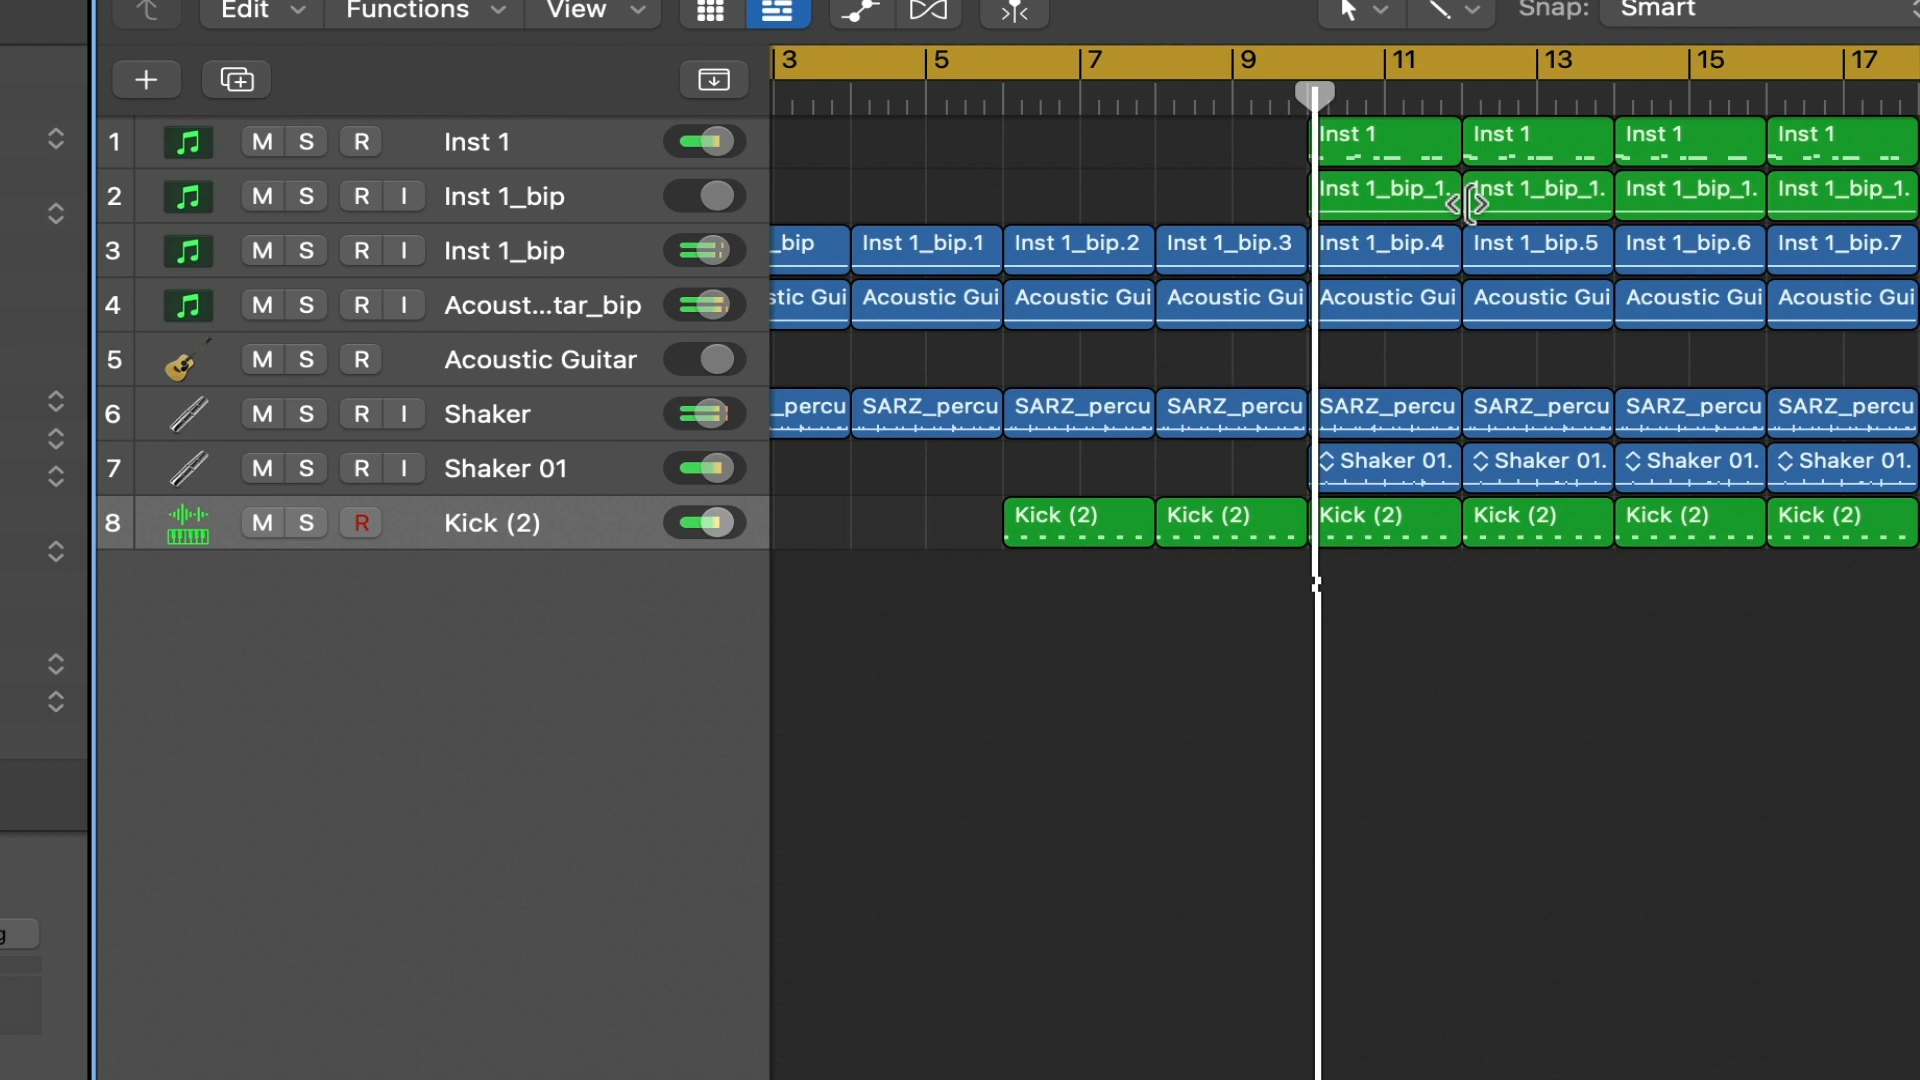 Edit Functions View Snap: Smart
3 5 7 9 11 13 15 17
1 M S R Inst 1 Inst 1 Inst 1 Inst 1 Inst 1
2 M S R I Inst 1_bip Inst 1_bip_1. Inst 1_bip_1. Inst 1_bip_1. Inst 1_bip_1.
3 M S R I Inst 1_bip _bip Inst 1_bip.1 Inst 1_bip.2 Inst 1_bip.3 Inst 1_bip.4 Inst 1_bip.5 Inst 1_bip.6 Inst 1_bip.7
4 M S R I Acoust...tar_bip stic Gui Acoustic Gui Acoustic Gui Acoustic Gui Acoustic Gui Acoustic Gui Acoustic Gui Acoustic Gui
5 M S R Acoustic Guitar
6 M S R I Shaker _percu SARZ_percu SARZ_percu SARZ_percu SARZ_percu SARZ_percu SARZ_percu SARZ_percu
7 M S R I Shaker 01 Shaker 01. Shaker 01. Shaker 01. Shaker 01.
8 M S R Kick (2) Kick (2) Kick (2) Kick (2) Kick (2) Kick (2) Kick (2)
g